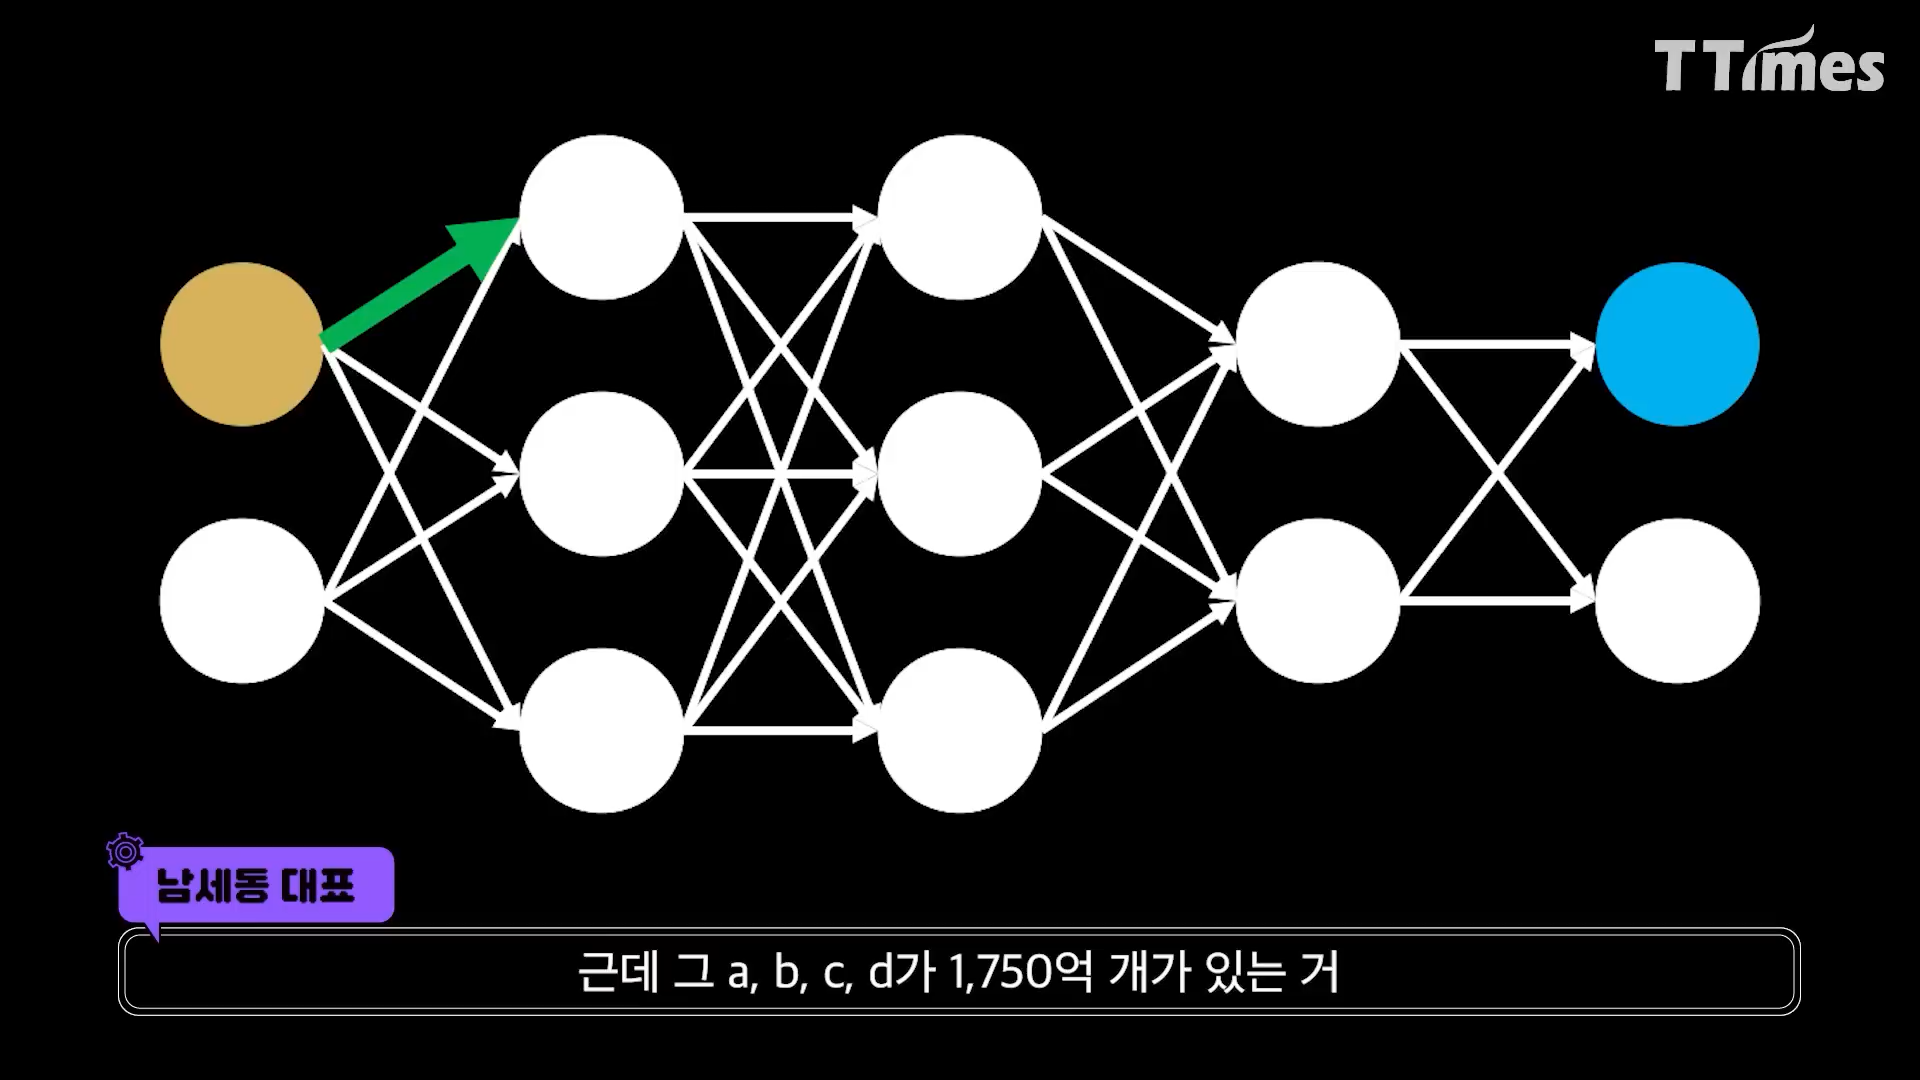 TTimes
남세동 대표
근데 그 a, b, c, d가 1,750억 개가 있는 거